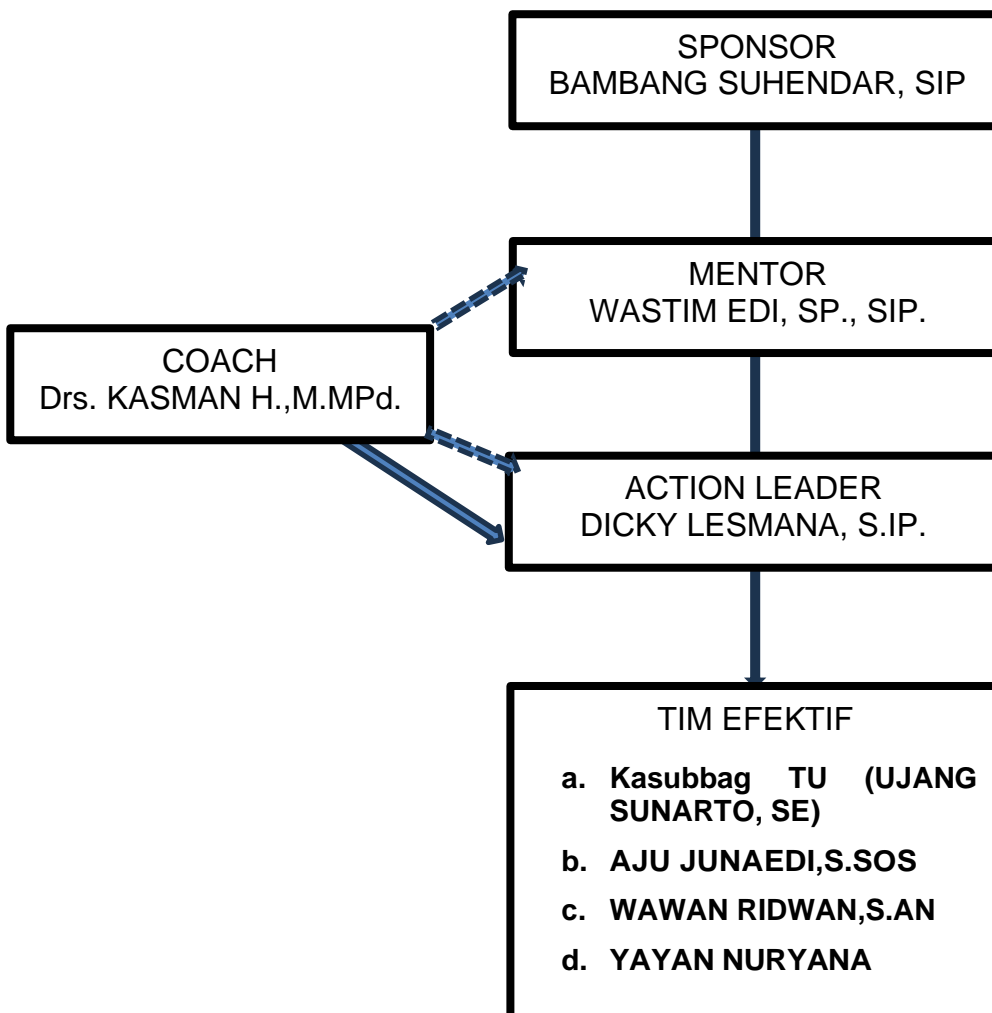 SPONSOR
BAMBANG SUHENDAR, SIP
MENTOR
WASTIM EDI, SP., SIP.
COACH
Drs. KASMAN H.,M.MPd.
ACTION LEADER
DICKY LESMANA, S.IP.
TIM EFEKTIF
a. Kasubbag TU (UJANG
SUNARTO, SE)
b. AJU JUNAEDI,S.SOS
c. WAWAN RIDWAN,S.AN
d. YAYAN NURYANA